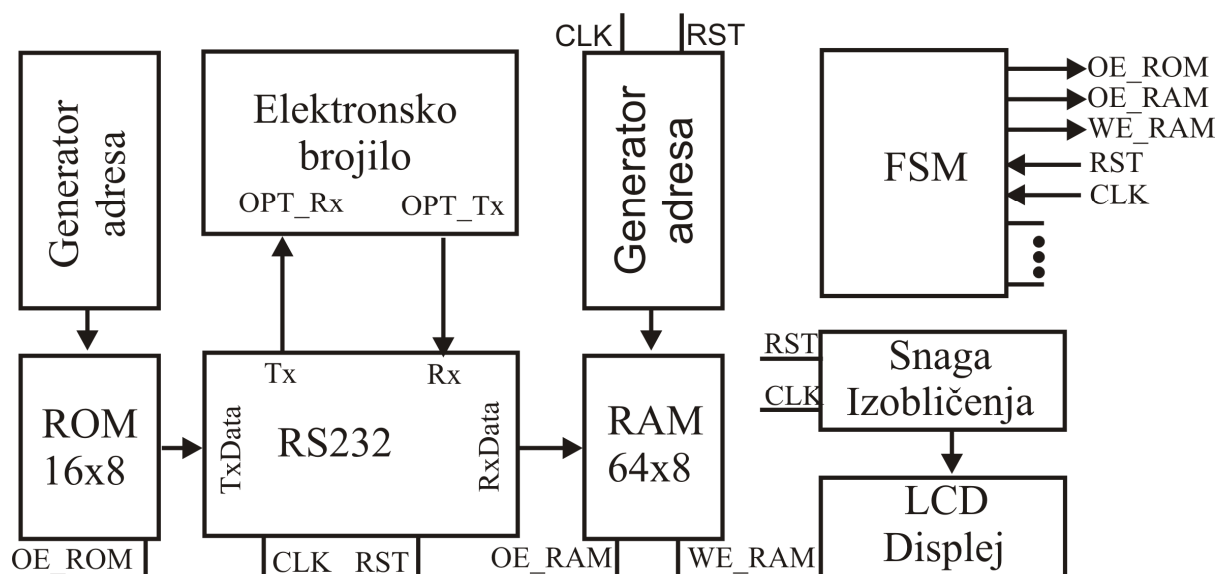 Generator
adresa
Elektronsko
brojilo
OPT_Rx
OPT_Tx
CLK
RST
Generator
adresa
FSM
OE_ROM
OE_RAM
WE_RAM
RST
CLK
ROM
16x8
OE_ROM
Tx
Rx
TxData
RS232
RxData
CLK
RST
RAM
64x8
OE_RAM
WE_RAM
RST
CLK
Snaga
Izobličenja
LCD
Displej